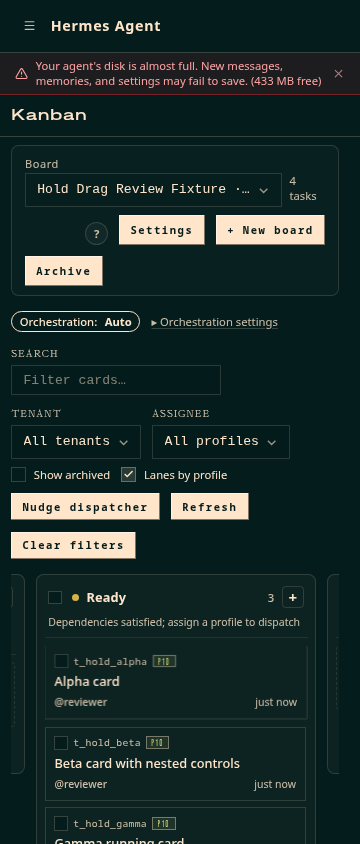 ☰ Hermes Agent
Your agent's disk is almost full. New messages,
memories, and settings may fail to save. (433 MB free)
Kanban
Board
Hold Drag Review Fixture ·…
4
tasks
?
Settings
+ New board
Archive
Orchestration: Auto
▸ Orchestration settings
SEARCH
Filter cards…
TENANT
ASSIGNEE
All tenants
All profiles
Show archived
Lanes by profile
Nudge dispatcher
Refresh
Clear filters
Ready
3
+
Dependencies satisfied; assign a profile to dispatch
t_hold_alpha P10
Alpha card
@reviewer
just now
t_hold_beta P10
Beta card with nested controls
@reviewer
just now
t_hold_gamma P10
Gamma running card